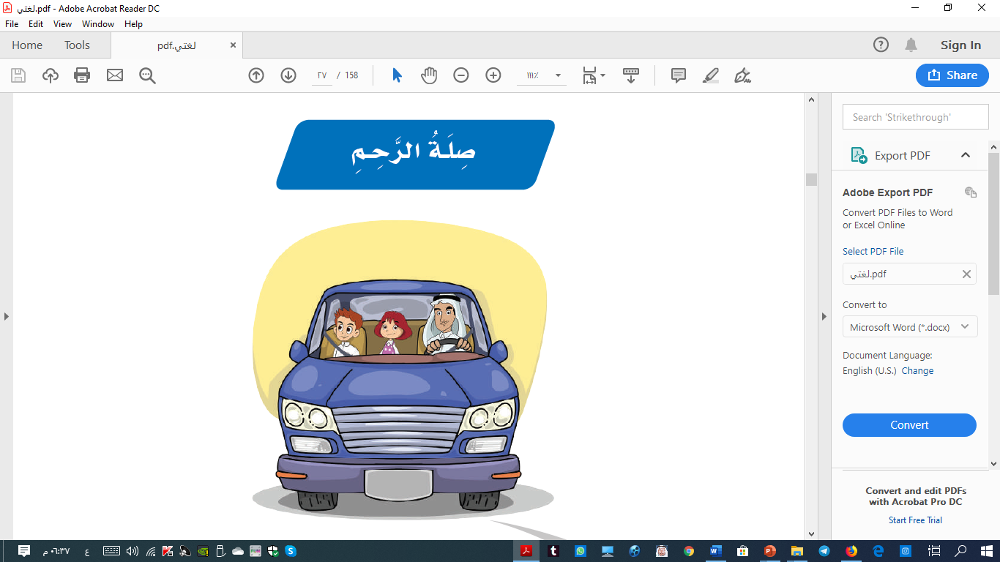 لغتي.pdf - Adobe Acrobat Reader DC
File Edit View Window Help
Home Tools لغتي.pdf Sign In
٣٧ / 158 ١١١٪ Share
صِلَةُ الرَّحِمِ
Search 'Strikethrough'
Export PDF
Adobe Export PDF
Convert PDF Files to Word
or Excel Online
Select PDF File
لغتي.pdf
Convert to
Microsoft Word (*.docx)
Document Language:
English (U.S.) Change
Convert
Convert and edit PDFs
with Acrobat Pro DC
Start Free Trial
٠٦:٣٧ م ع